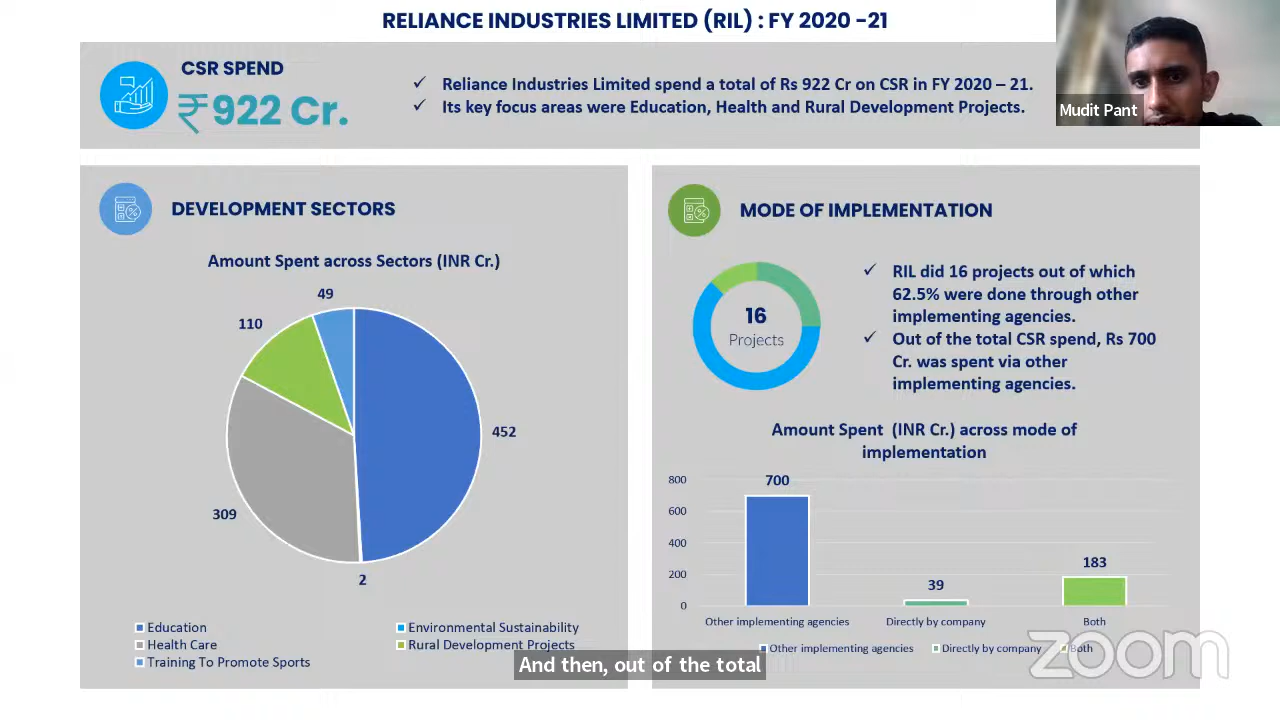 RELIANCE INDUSTRIES LIMITED (RIL) : FY 2020 -21
Mudit Pant
CSR SPEND
₹922 Cr.
✓ Reliance Industries Limited spend a total of Rs 922 Cr on CSR in FY 2020 – 21.
✓ Its key focus areas were Education, Health and Rural Development Projects.
DEVELOPMENT SECTORS
Amount Spent across Sectors (INR Cr.)
49
110
452
309
2
Education
Environmental Sustainability
Health Care
Rural Development Projects
Training To Promote Sports
MODE OF IMPLEMENTATION
16
Projects
✓ RIL did 16 projects out of which
62.5% were done through other
implementing agencies.
✓ Out of the total CSR spend, Rs 700
Cr. was spent via other
implementing agencies.
Amount Spent (INR Cr.) across mode of
implementation
800
600
400
200
0
700
39
183
Other implementing agencies
Directly by company
Both
Other implementing agencies
Directly by company
Both
And then, out of the total
zoom